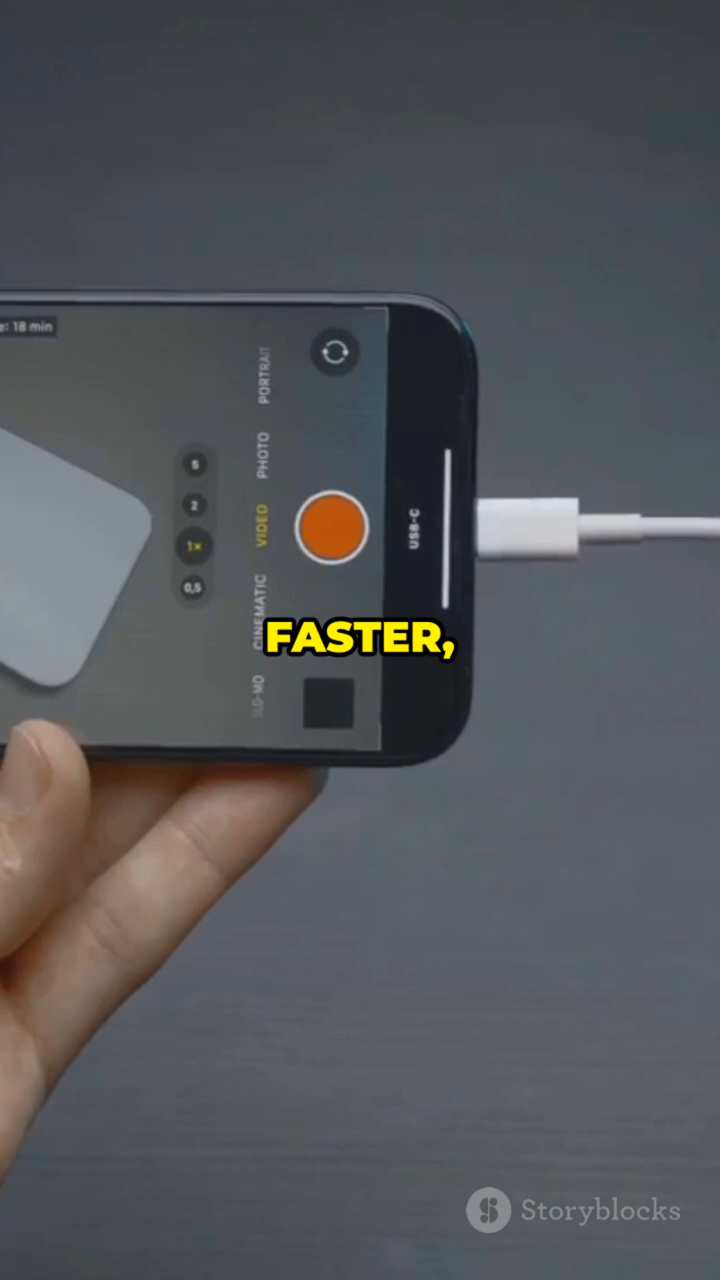 e: 18 min
PORTRAIT
PHOTO
VIDEO
CINEMATIC
SLO-MO
5
2
1×
0,5
USB-C
FASTER,
Storyblocks